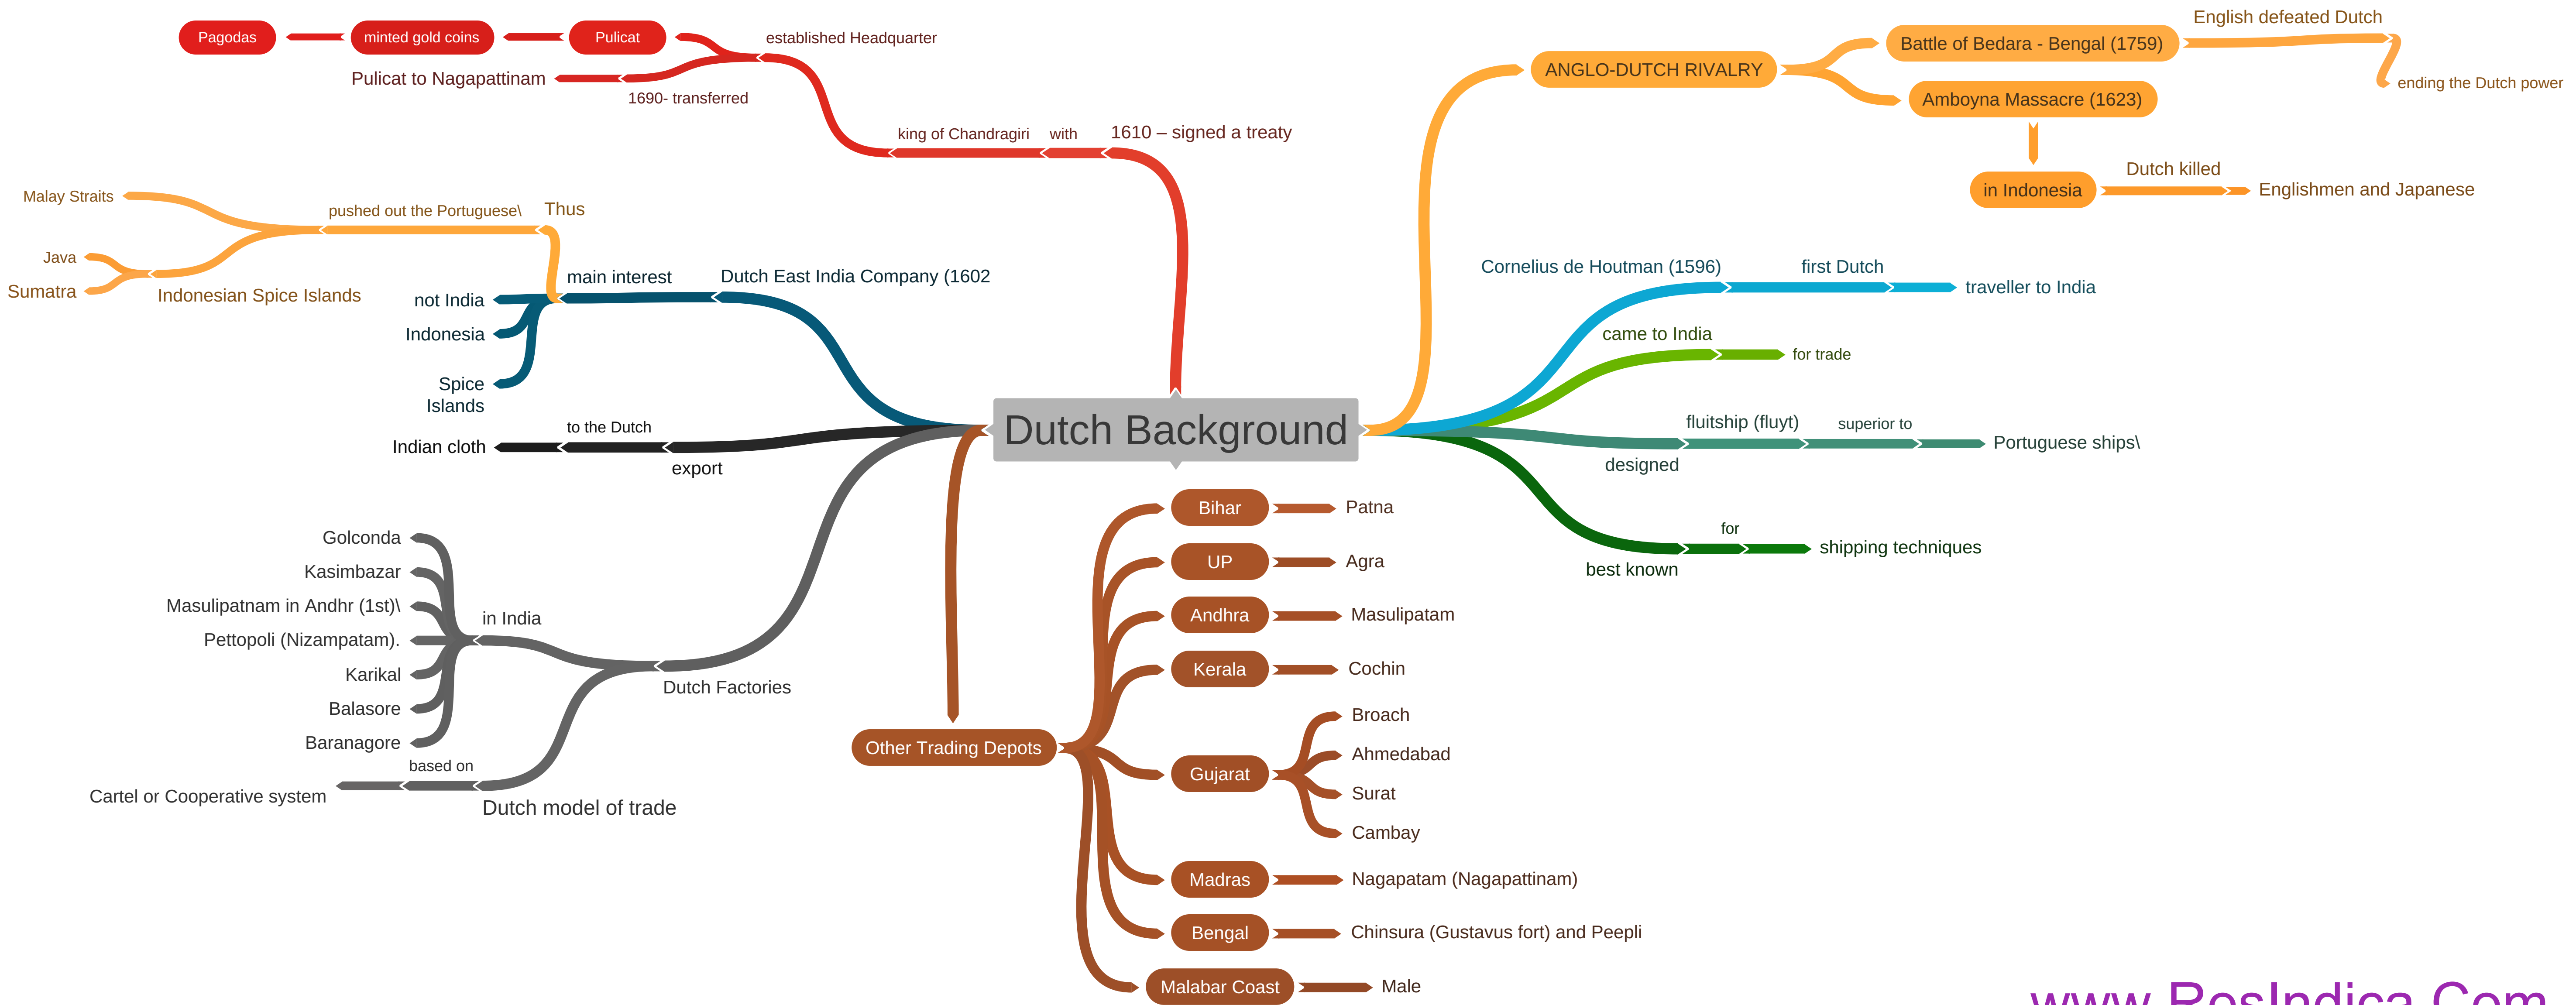 Dutch Background
1610 – signed a treaty
with
king of Chandragiri
established Headquarter
Pulicat
minted gold coins
Pagodas
1690- transferred
Pulicat to Nagapattinam
Dutch East India Company (1602
main interest
Thus
pushed out the Portuguese\
Malay Straits
Indonesian Spice Islands
Java
Sumatra
not India
Indonesia
Spice
Islands
export
to the Dutch
Indian cloth
Dutch Factories
in India
Golconda
Kasimbazar
Masulipatnam in Andhr (1st)\
Pettopoli (Nizampatam).
Karikal
Balasore
Baranagore
Dutch model of trade
based on
Cartel or Cooperative system
Other Trading Depots
Bihar
Patna
UP
Agra
Andhra
Masulipatam
Kerala
Cochin
Gujarat
Broach
Ahmedabad
Surat
Cambay
Madras
Nagapatam (Nagapattinam)
Bengal
Chinsura (Gustavus fort) and Peepli
Malabar Coast
Male
ANGLO-DUTCH RIVALRY
Battle of Bedara - Bengal (1759)
English defeated Dutch
ending the Dutch power
Amboyna Massacre (1623)
in Indonesia
Dutch killed
Englishmen and Japanese
Cornelius de Houtman (1596)
first Dutch
traveller to India
came to India
for trade
designed
fluitship (fluyt)
superior to
Portuguese ships\
best known
for
shipping techniques
www.ResIndica.Com